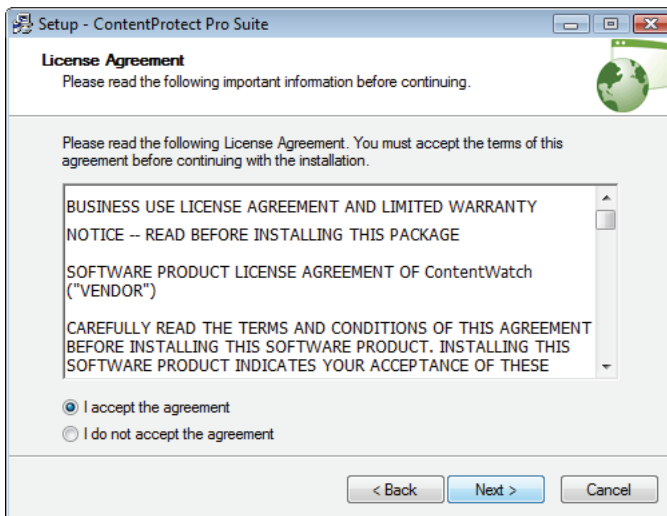 Setup - ContentProtect Pro Suite
License Agreement
Please read the following important information before continuing.
Please read the following License Agreement. You must accept the terms of this
agreement before continuing with the installation.
BUSINESS USE LICENSE AGREEMENT AND LIMITED WARRANTY
NOTICE -- READ BEFORE INSTALLING THIS PACKAGE
SOFTWARE PRODUCT LICENSE AGREEMENT OF ContentWatch
("VENDOR")
CAREFULLY READ THE TERMS AND CONDITIONS OF THIS AGREEMENT
BEFORE INSTALLING THIS SOFTWARE PRODUCT. INSTALLING THIS
SOFTWARE PRODUCT INDICATES YOUR ACCEPTANCE OF THESE
I accept the agreement
I do not accept the agreement
< Back Next > Cancel